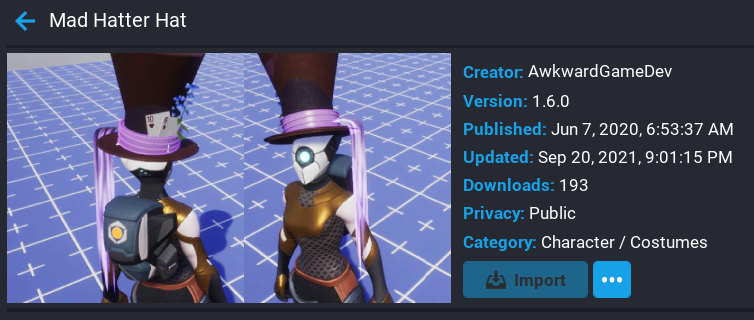 Mad Hatter Hat
Creator: AwkwardGameDev
Version: 1.6.0
Published: Jun 7, 2020, 6:53:37 AM
Updated: Sep 20, 2021, 9:01:15 PM
Downloads: 193
Privacy: Public
Category: Character / Costumes
Import
10